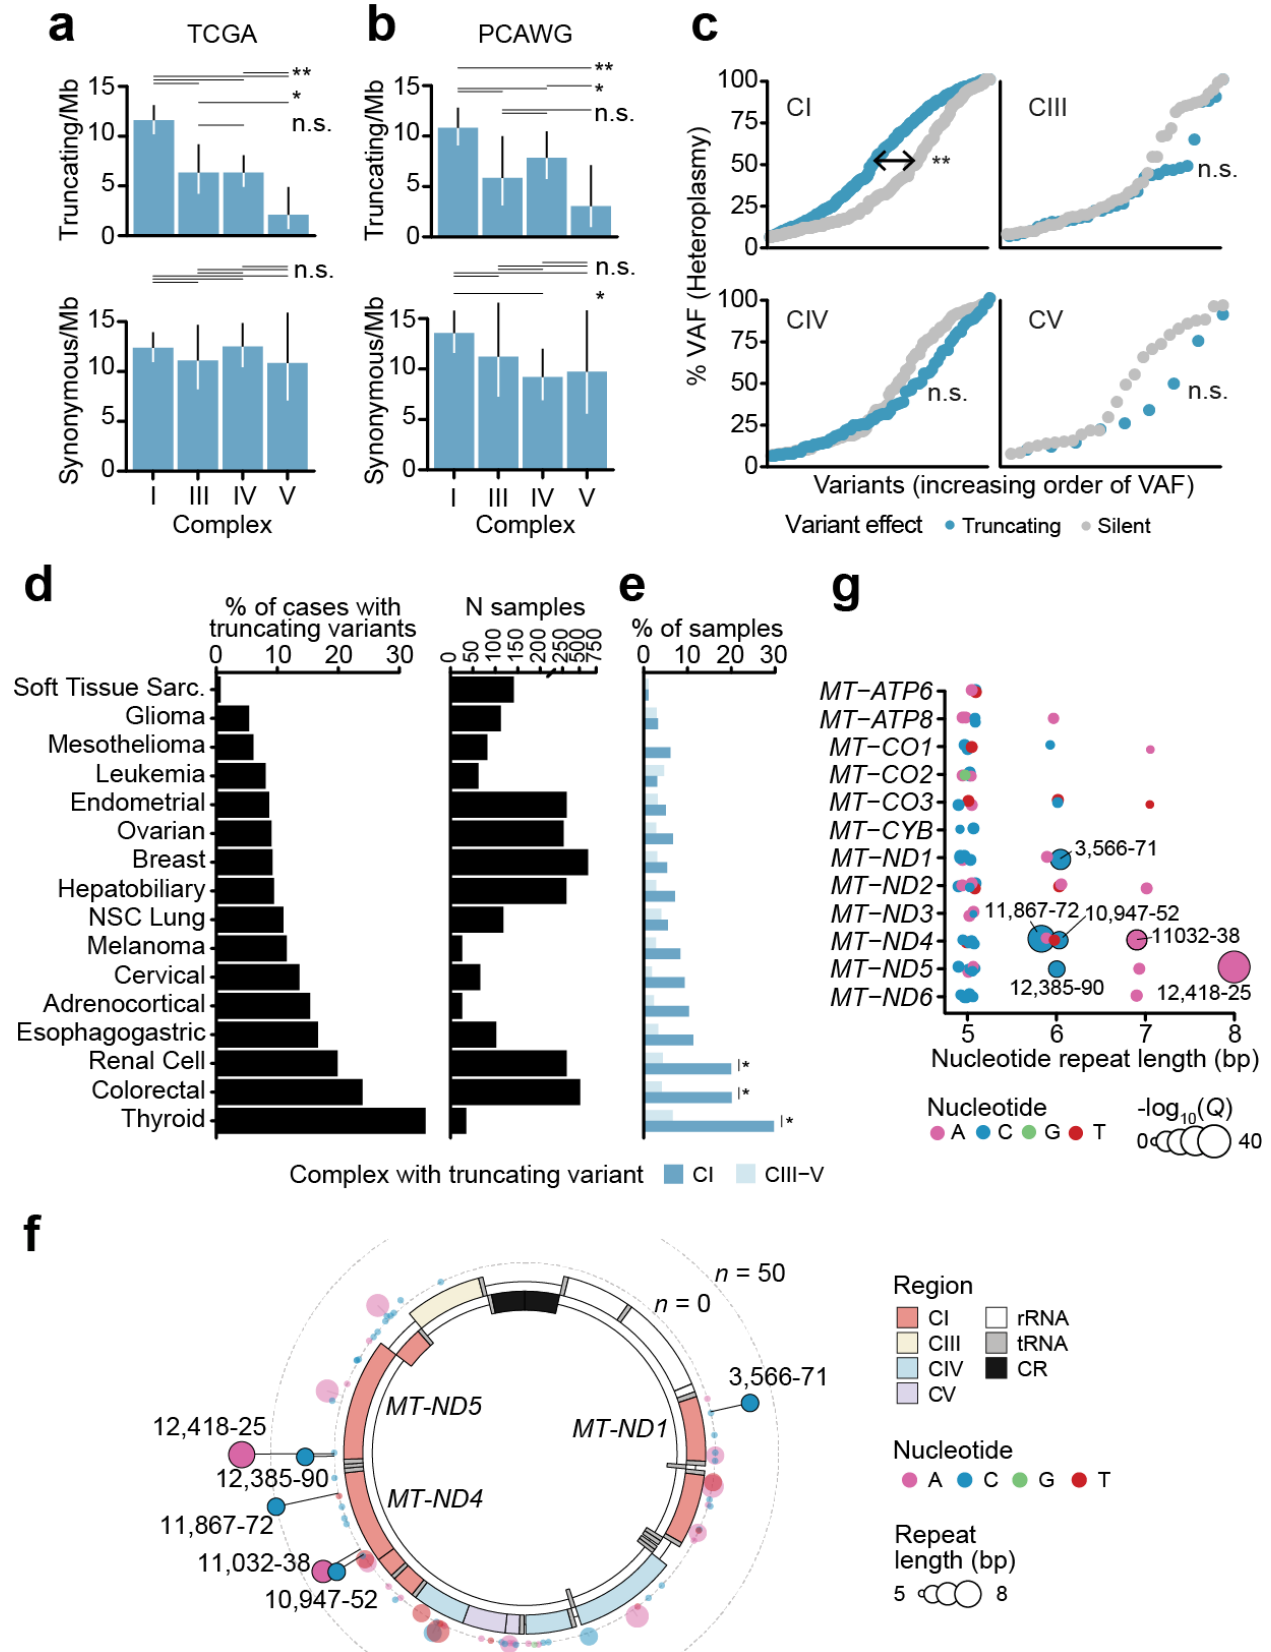 a
TCGA
Truncating/Mb
15
10
5
0
**
*
n.s.
Synonymous/Mb
15
10
5
0
n.s.
I III IV V
Complex
b
PCAWG
Truncating/Mb
15
10
5
0
**
*
n.s.
Synonymous/Mb
15
10
5
0
n.s.
*
I III IV V
Complex
c
% VAF (Heteroplasmy)
100
75
50
25
0
CI
**
CIII
n.s.
100
75
50
25
0
CIV
n.s.
CV
n.s.
Variants (increasing order of VAF)
Variant effect Truncating Silent
d
% of cases with
truncating variants
0 10 20 30
N samples
0 50 100 150 200 250 500 750
Soft Tissue Sarc.
Glioma
Mesothelioma
Leukemia
Endometrial
Ovarian
Breast
Hepatobiliary
NSC Lung
Melanoma
Cervical
Adrenocortical
Esophagogastric
Renal Cell
Colorectal
Thyroid
e
% of samples
0 10 20 30
*
*
*
Complex with truncating variant CI CIII−V
g
MT−ATP6
MT−ATP8
MT−CO1
MT−CO2
MT−CO3
MT−CYB
MT−ND1
MT−ND2
MT−ND3
MT−ND4
MT−ND5
MT−ND6
3,566-71
11,867-72
10,947-52
11032-38
12,385-90
12,418-25
5 6 7 8
Nucleotide repeat length (bp)
Nucleotide
A C G T
-log10(Q)
0 40
f
n = 50
n = 0
3,566-71
MT-ND5
MT-ND1
12,418-25
12,385-90
MT-ND4
11,867-72
11,032-38
10,947-52
Region
CI rRNA
CIII tRNA
CIV CR
CV
Nucleotide
A C G T
Repeat
length (bp)
5 8